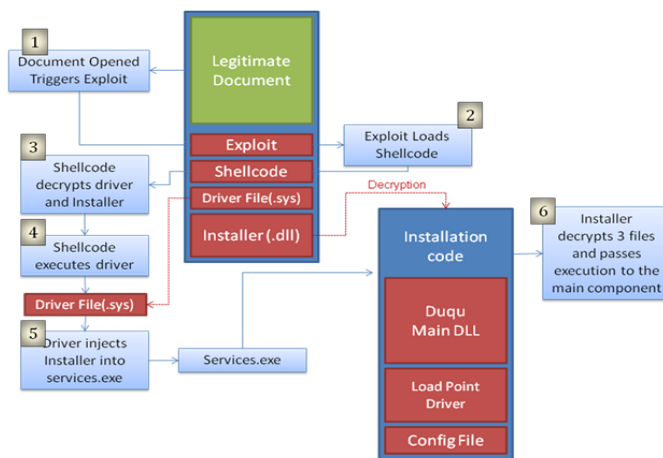 1
Document Opened
Triggers Exploit
Legitimate
Document
2
Exploit
Exploit Loads
Shellcode
3
Shellcode
Shellcode
decrypts driver
and Installer
Driver File(.sys)
Decryption
Installer (.dll)
4
Shellcode
executes driver
Installation
code
6
Installer
decrypts 3 files
and passes
execution to the
main component
Driver File(.sys)
Duqu
Main DLL
5
Driver injects
Installer into
services.exe
Services.exe
Load Point
Driver
Config File